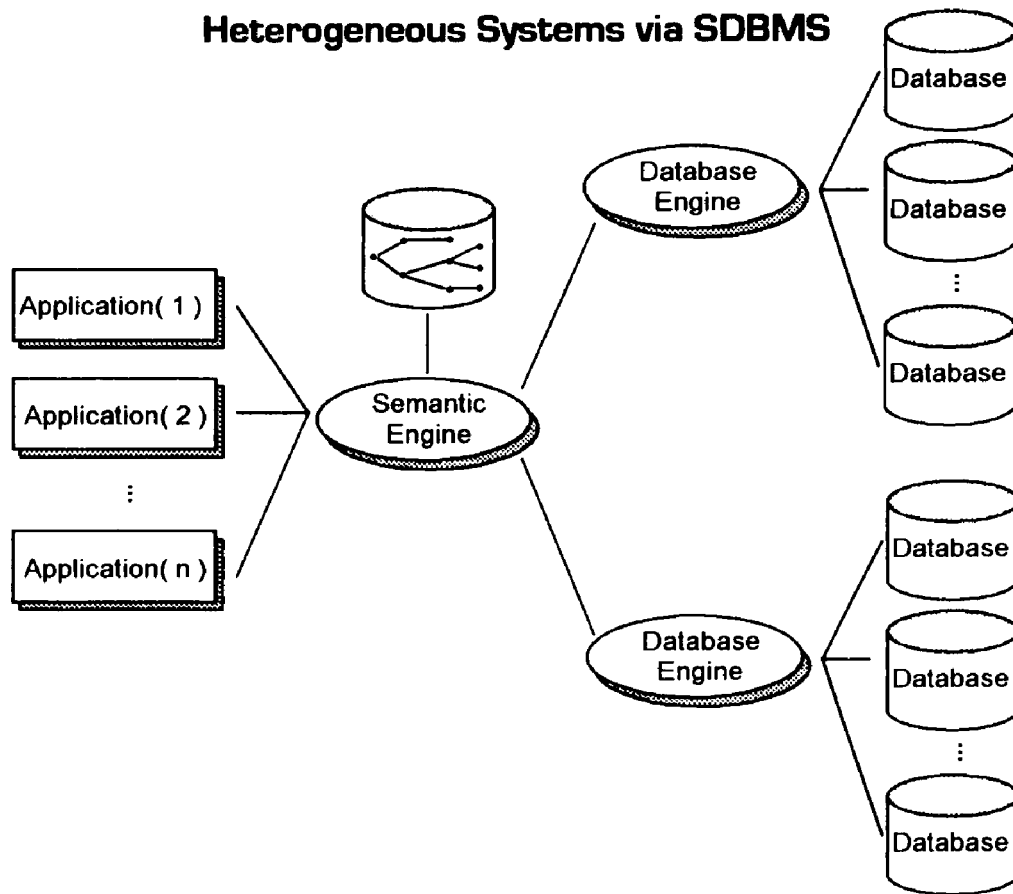 Heterogeneous Systems via SDBMS
Application( 1 )
Application( 2 )
⋮
Application( n )
Semantic
Engine
Database
Engine
Database
Database
⋮
Database
Database
Engine
Database
Database
⋮
Database